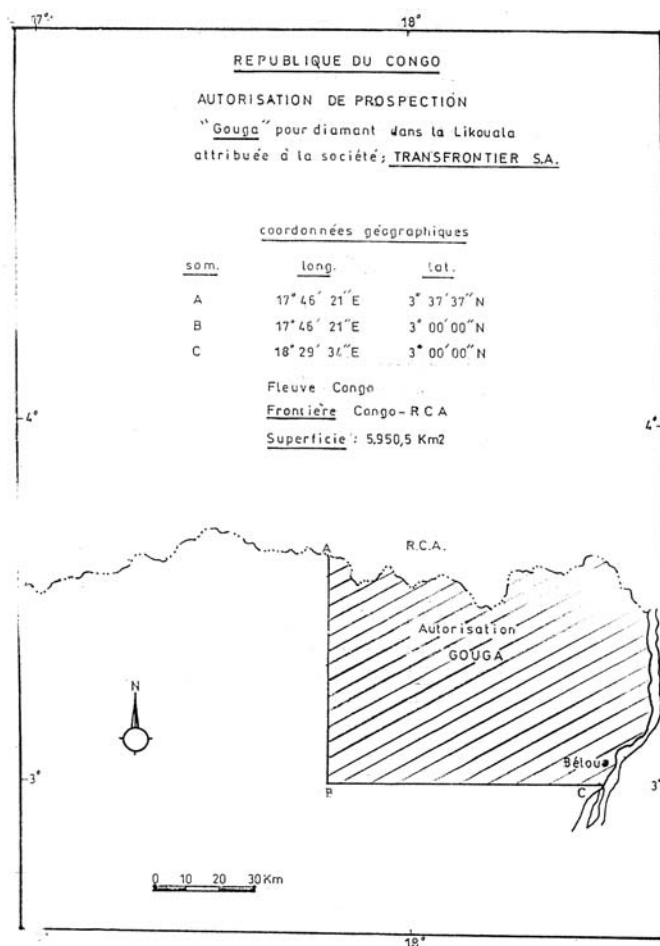 17° 18°
REPUBLIQUE DU CONGO
AUTORISATION DE PROSPECTION
"Gouga" pour diamant dans la Likouala
attribuée à la société; TRANSFRONTIER S.A.
coordonnées géographiques
som. long. lat.
A 17° 46' 21" E 3° 37' 37" N
B 17° 46' 21" E 3° 00' 00" N
C 18° 29' 34" E 3° 00' 00" N
Fleuve Congo
Frontière Congo-RCA
Superficie : 5.950,5 Km2
4° 4°
A R.C.A.
Autorisation
GOUGA
N
Bélou
3° 3°
B C
0 10 20 30 Km
18°